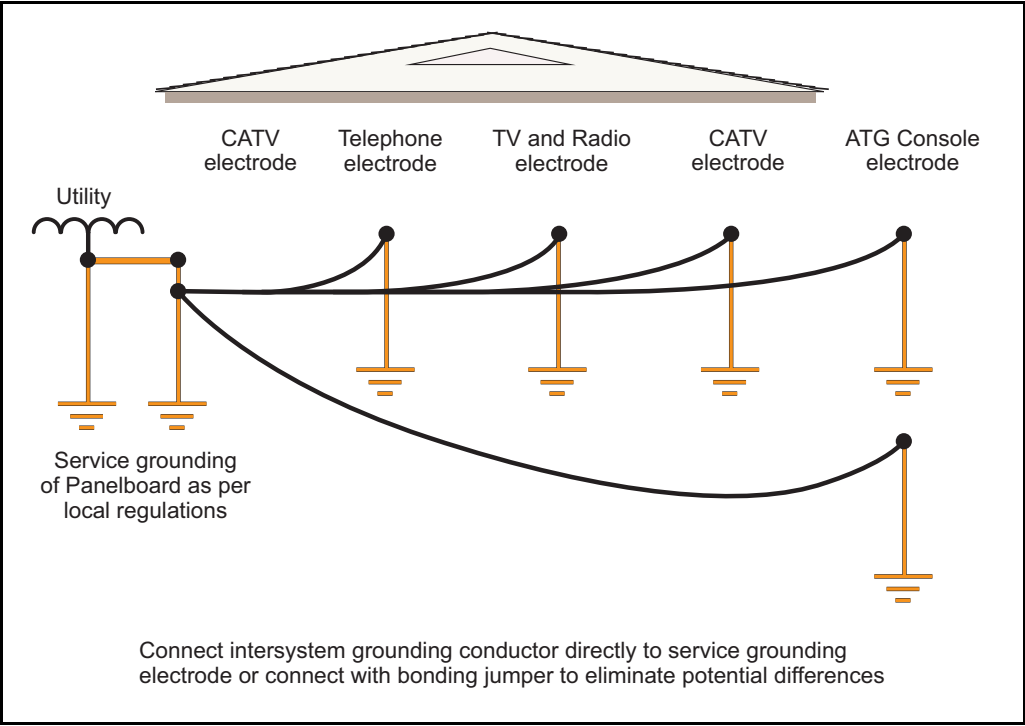 CATV
electrode
Telephone
electrode
TV and Radio
electrode
CATV
electrode
ATG Console
electrode
Utility
Service grounding
of Panelboard as per
local regulations
Connect intersystem grounding conductor directly to service grounding
electrode or connect with bonding jumper to eliminate potential differences